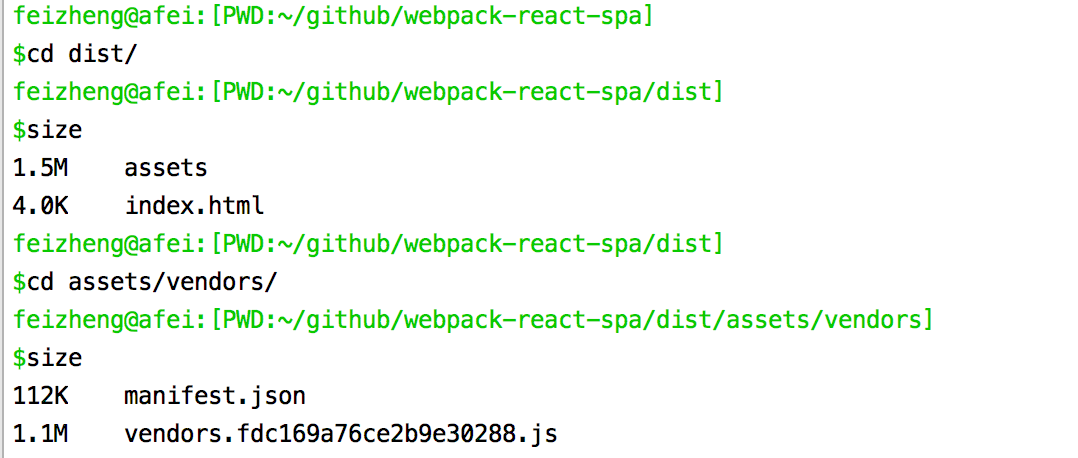 feizheng@afei:[PWD:~/github/webpack-react-spa]
$cd dist/
feizheng@afei:[PWD:~/github/webpack-react-spa/dist]
$size
1.5M    assets
4.0K    index.html
feizheng@afei:[PWD:~/github/webpack-react-spa/dist]
$cd assets/vendors/
feizheng@afei:[PWD:~/github/webpack-react-spa/dist/assets/vendors]
$size
112K    manifest.json
1.1M    vendors.fdc169a76ce2b9e30288.js